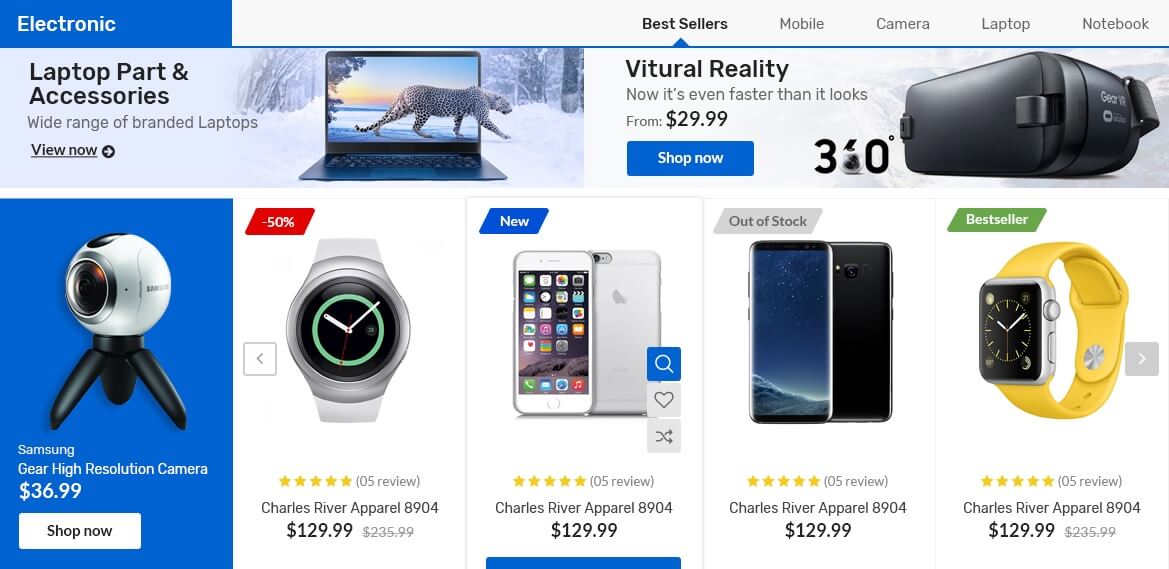 Electronic
Best Sellers
Mobile
Camera
Laptop
Notebook
Laptop Part &
Accessories
Wide range of branded Laptops
View now
Vitural Reality
Now it's even faster than it looks
From: $29.99
Shop now
360°
Gear VR
oculus
SAMSUNG
Samsung
Gear High Resolution Camera
$36.99
Shop now
-50%
(05 review)
Charles River Apparel 8904
$129.99 $235.99
New
(05 review)
Charles River Apparel 8904
$129.99
Out of Stock
(05 review)
Charles River Apparel 8904
$129.99
Bestseller
(05 review)
Charles River Apparel 8904
$129.99 $235.99